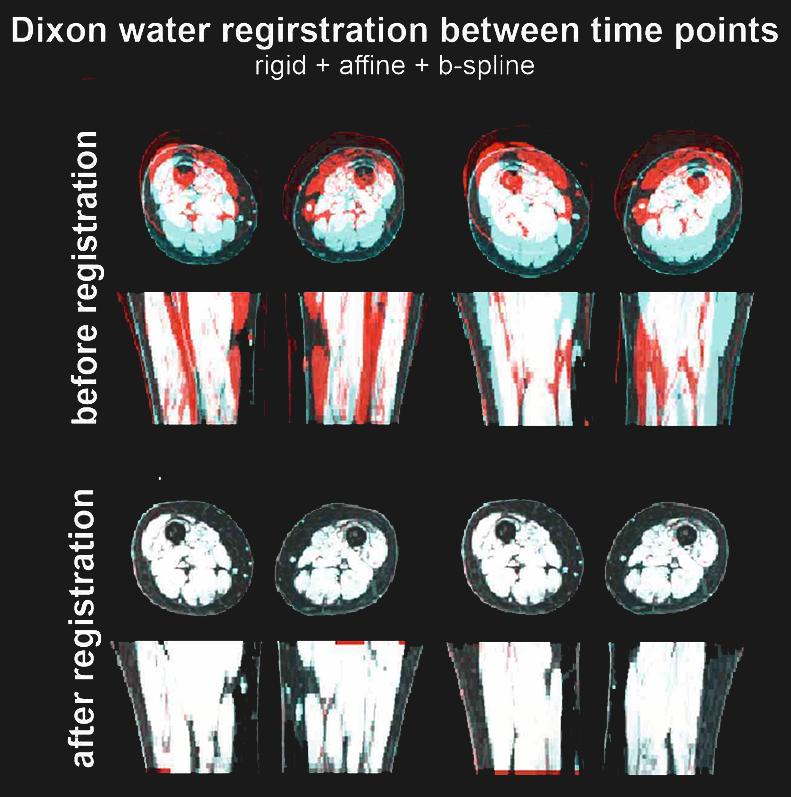 Dixon water regirstration between time points
rigid + affine + b-spline
before registration
after registration